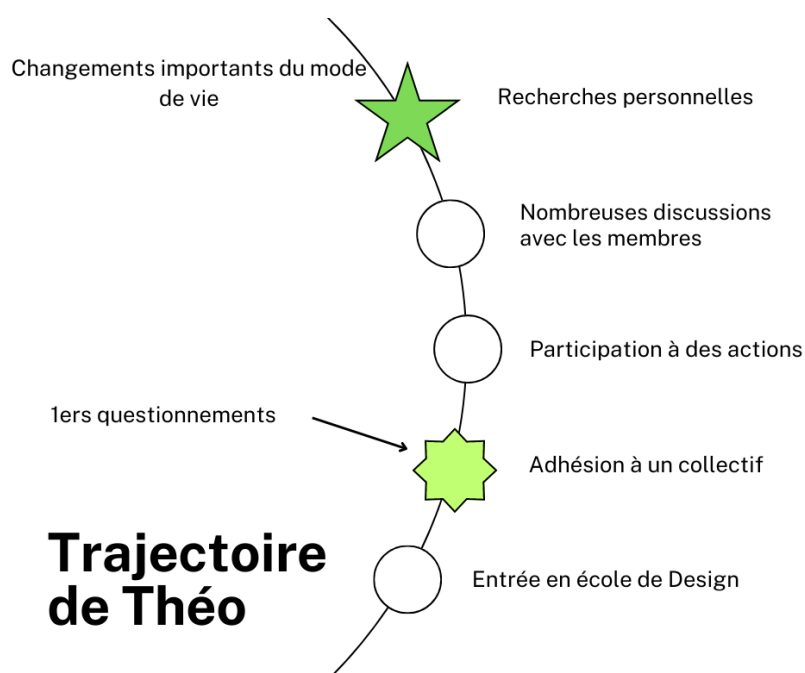 Changements importants du mode
de vie
Recherches personnelles
Nombreuses discussions
avec les membres
Participation à des actions
1ers questionnements
Adhésion à un collectif
Trajectoire
de Théo
Entrée en école de Design